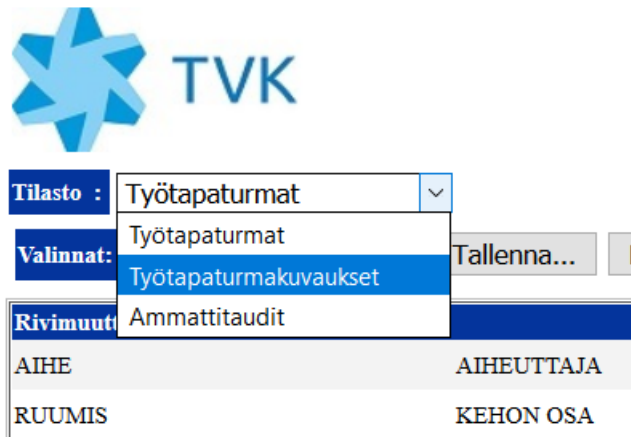 TVK
Tilasto : Työtapaturmat
Työtapaturmat
Valinnat: Tallenna...
Työtapaturmakuvaukset
Ammattitaudit
AIHE AIHEUTTAJA
RUUMIS KEHON OSA